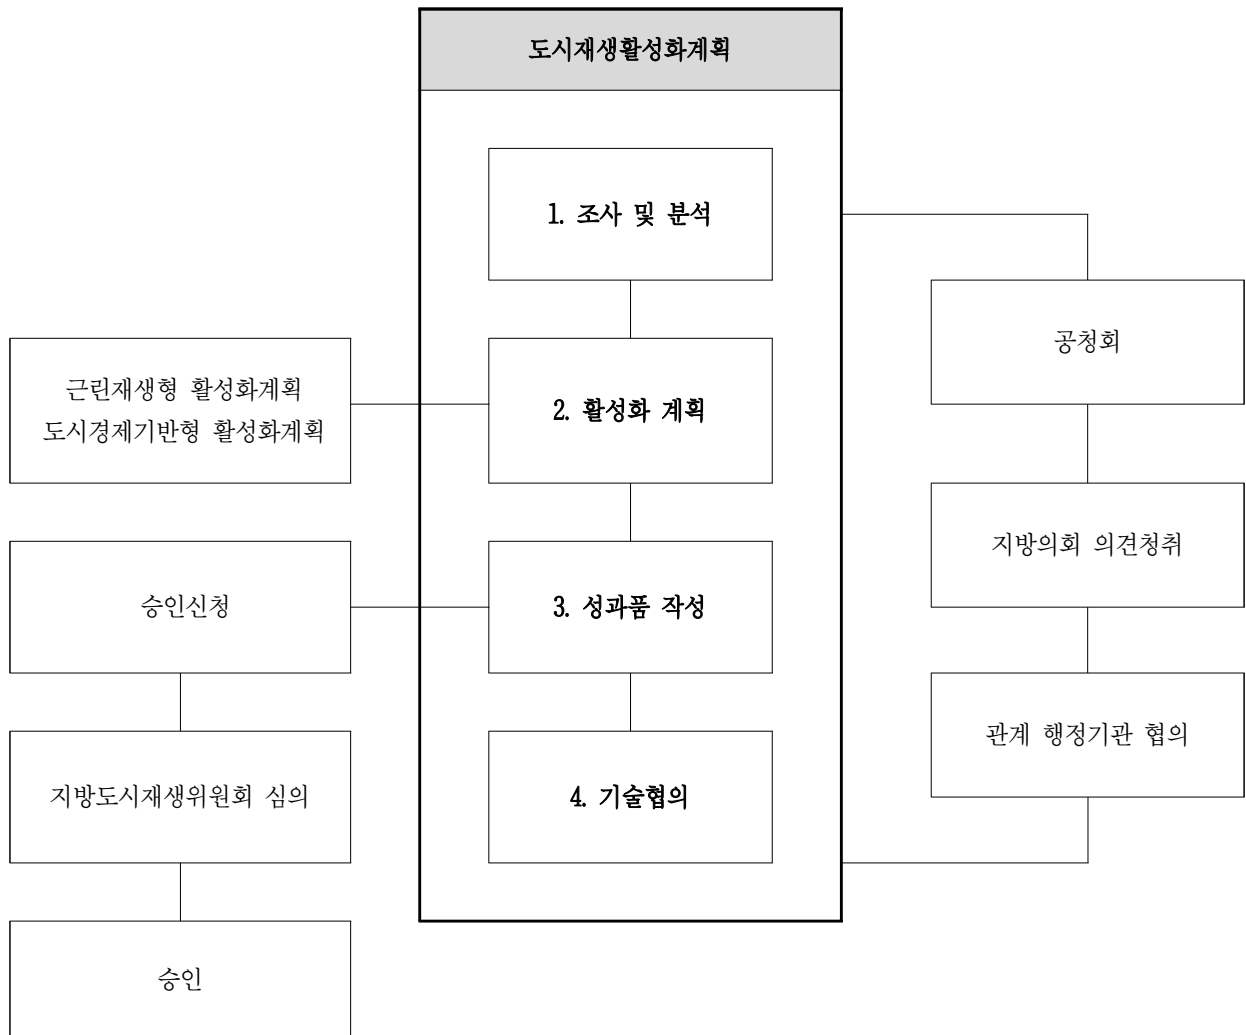 도시재생활성화계획
1. 조사 및 분석
공청회
근린재생형 활성화계획
도시경제기반형 활성화계획
2. 활성화 계획
지방의회 의견청취
승인신청
3. 성과품 작성
관계 행정기관 협의
지방도시재생위원회 심의
4. 기술협의
승인